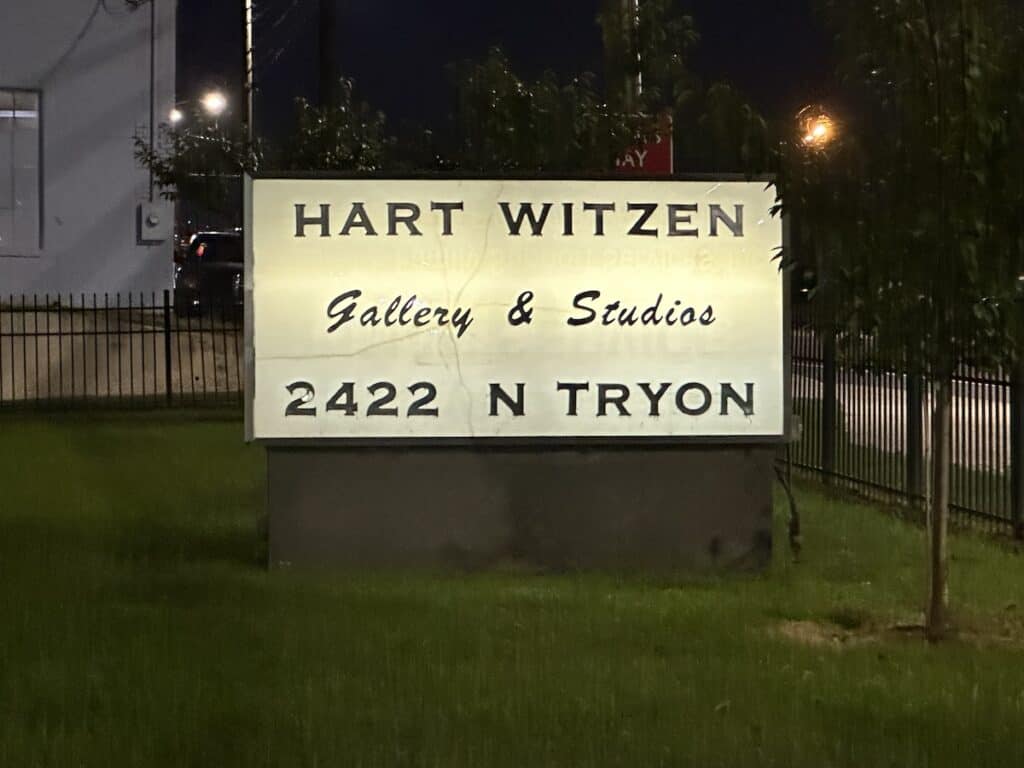 HART WITZEN
Gallery & Studios
2422 N TRYON